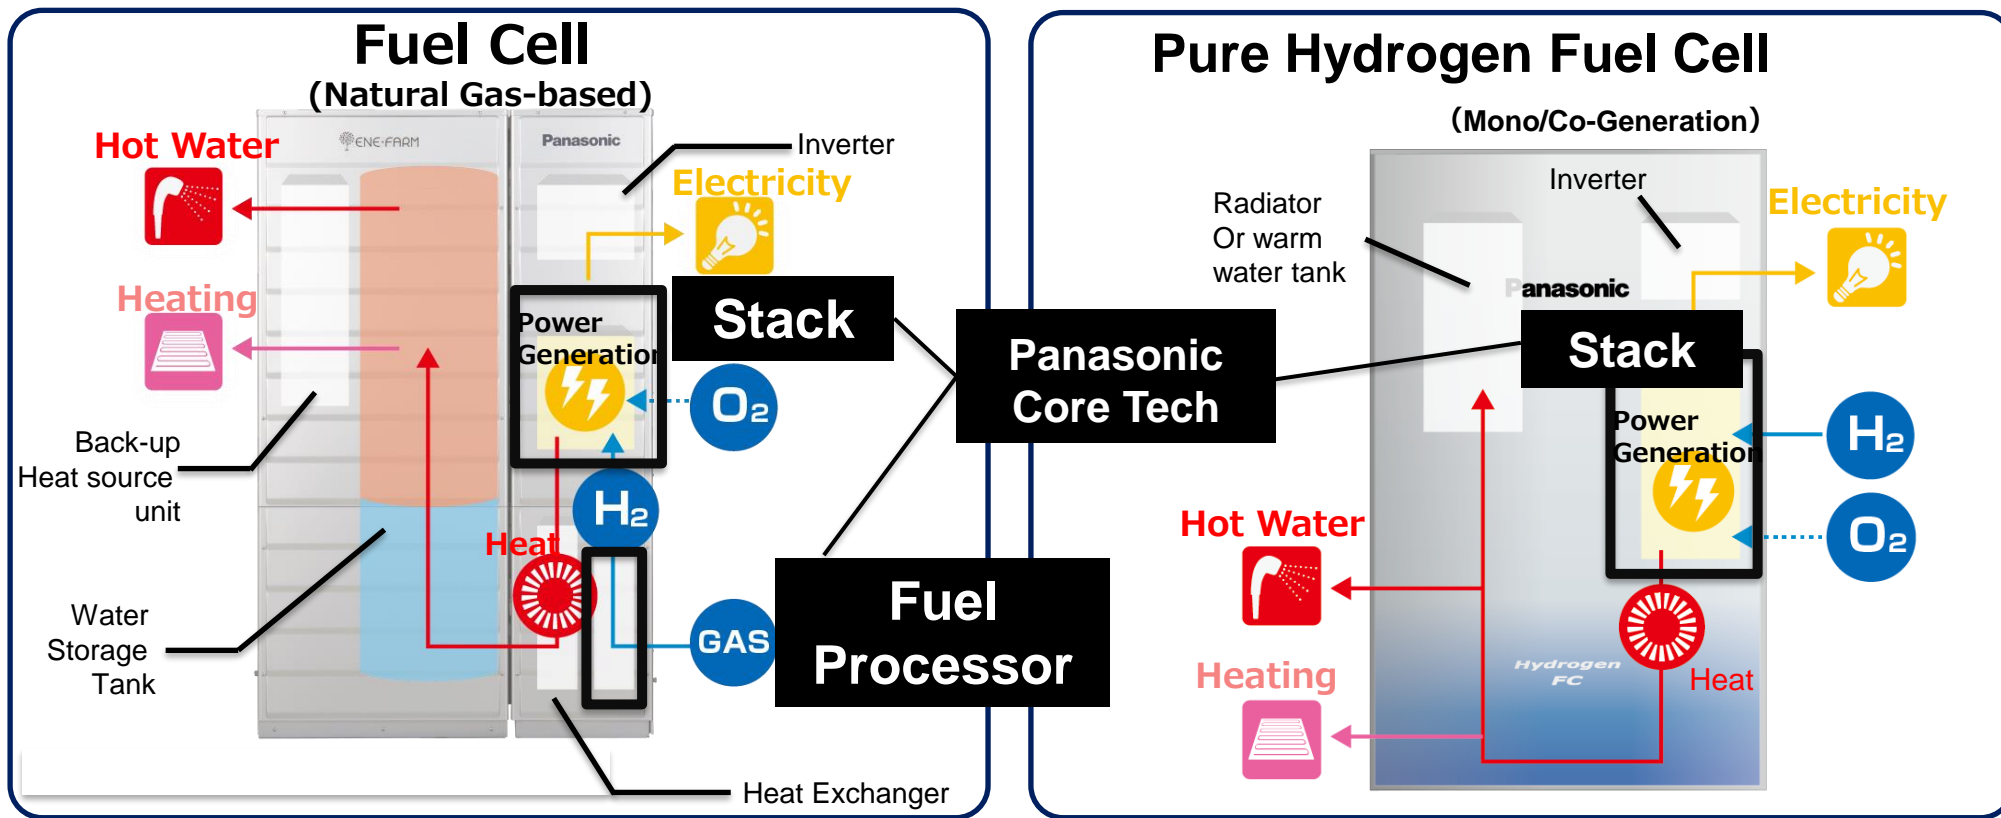 Fuel Cell
(Natural Gas-based)
Hot Water
ENE·FARM
Panasonic
Inverter
Electricity
Heating
Stack
Power
Generation
O2
Back-up
Heat source
unit
H2
Heat
Water
Storage
Tank
GAS
Fuel
Processor
Heat Exchanger
Panasonic
Core Tech
Pure Hydrogen Fuel Cell
(Mono/Co-Generation)
Radiator
Or warm
water tank
Inverter
Electricity
Panasonic
Stack
Power
Generation
H2
O2
Hot Water
Heating
Hydrogen
FC
Heat